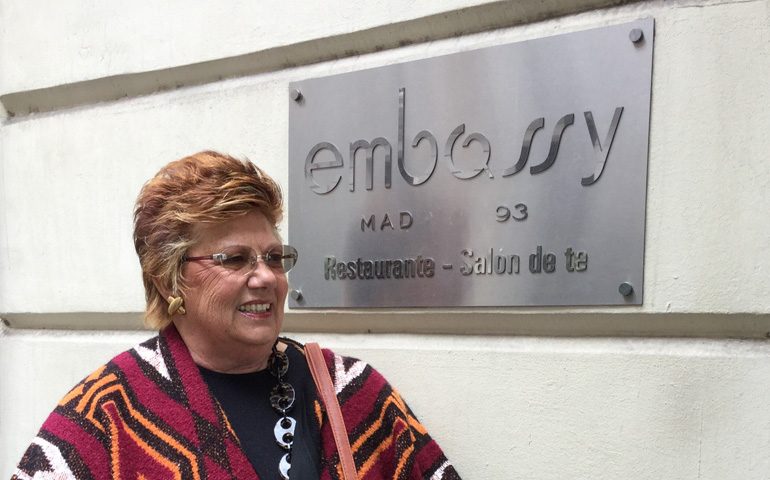 embassy
MAD 93
Restaurante - Salón de te